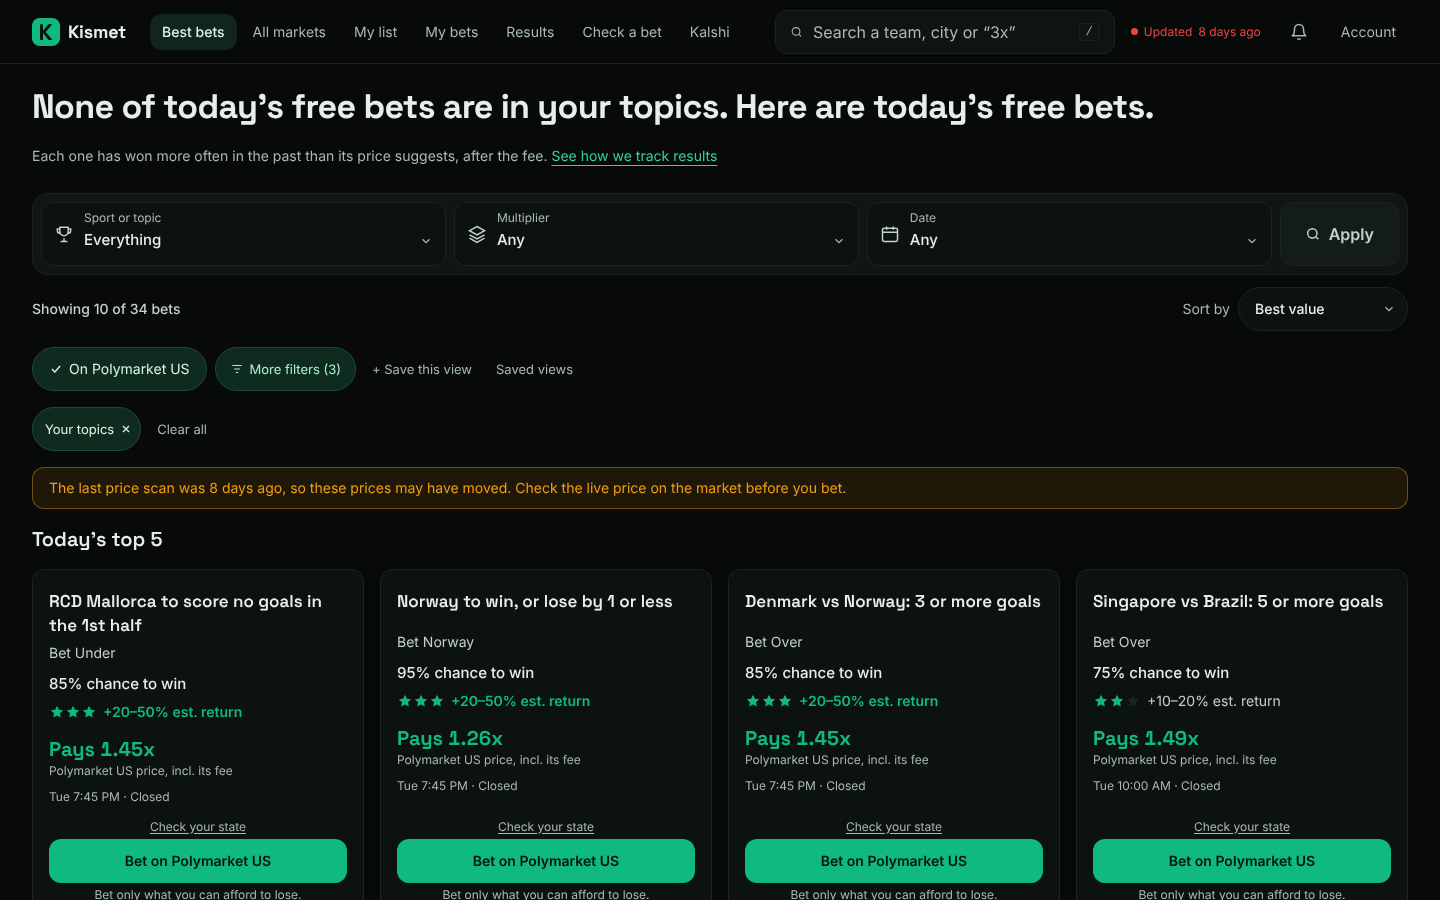 K Kismet Best bets All markets My list My bets Results Check a bet Kalshi Search a team, city or “3x” / Updated 8 days ago Account
None of today’s free bets are in your topics. Here are today’s free bets.
Each one has won more often in the past than its price suggests, after the fee. See how we track results
Sport or topic
Everything
Multiplier
Any
Date
Any
Apply
Showing 10 of 34 bets
Sort by Best value
On Polymarket US More filters (3) + Save this view Saved views
Your topics × Clear all
The last price scan was 8 days ago, so these prices may have moved. Check the live price on the market before you bet.
Today’s top 5
RCD Mallorca to score no goals in
the 1st half
Bet Under
85% chance to win
+20–50% est. return
Pays 1.45x
Polymarket US price, incl. its fee
Tue 7:45 PM · Closed
Check your state
Bet on Polymarket US
Bet only what you can afford to lose.
Norway to win, or lose by 1 or less
Bet Norway
95% chance to win
+20–50% est. return
Pays 1.26x
Polymarket US price, incl. its fee
Tue 7:45 PM · Closed
Check your state
Bet on Polymarket US
Bet only what you can afford to lose.
Denmark vs Norway: 3 or more goals
Bet Over
85% chance to win
+20–50% est. return
Pays 1.45x
Polymarket US price, incl. its fee
Tue 7:45 PM · Closed
Check your state
Bet on Polymarket US
Bet only what you can afford to lose.
Singapore vs Brazil: 5 or more goals
Bet Over
75% chance to win
+10–20% est. return
Pays 1.49x
Polymarket US price, incl. its fee
Tue 10:00 AM · Closed
Check your state
Bet on Polymarket US
Bet only what you can afford to lose.